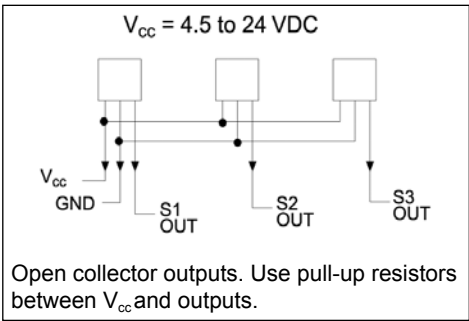 Vcc = 4.5 to 24 VDC
Vcc
GND
S1
OUT
S2
OUT
S3
OUT
Open collector outputs. Use pull-up resistors
between Vcc and outputs.